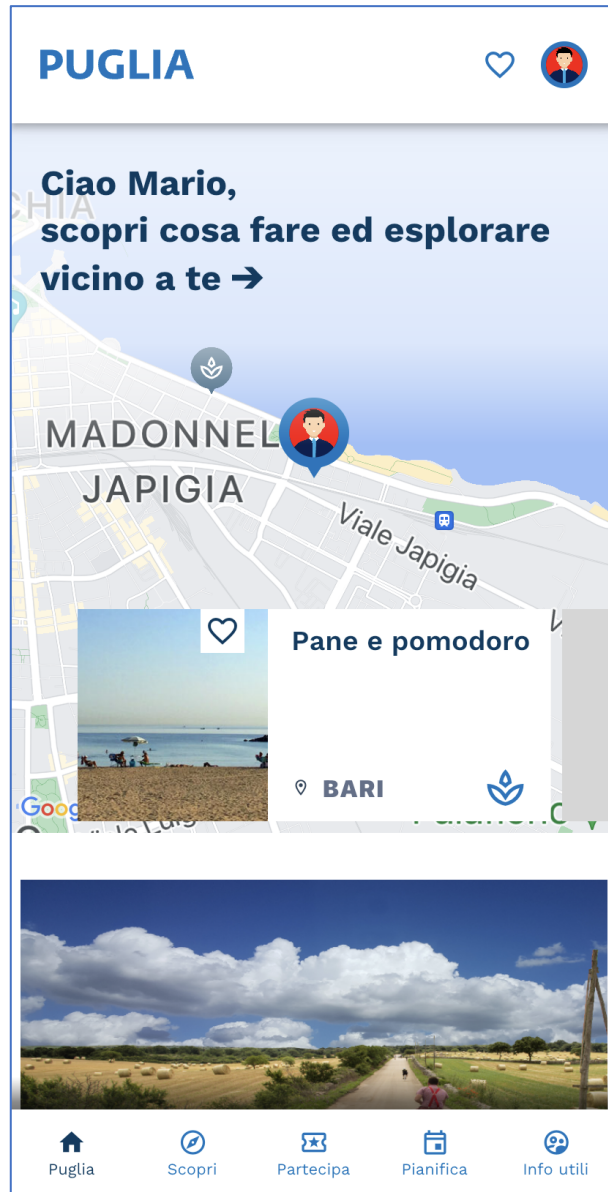 PUGLIA
Ciao Mario,
scopri cosa fare ed esplorare
vicino a te ➔
MADONNEL
JAPIGIA
Viale Japigia
Pane e pomodoro
BARI
Puglia
Scopri
Partecipa
Pianifica
Info utili